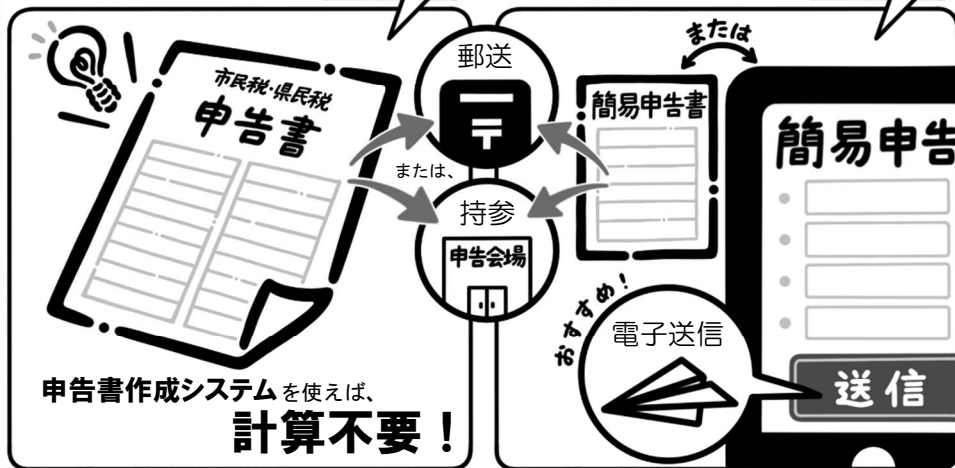 市民税・県民税
申告書
申告書作成システムを使えば、
計算不要！
郵送
〒
または、
持参
申告会場
または
簡易申告書
簡易申告
おすすめ！
電子送信
送信